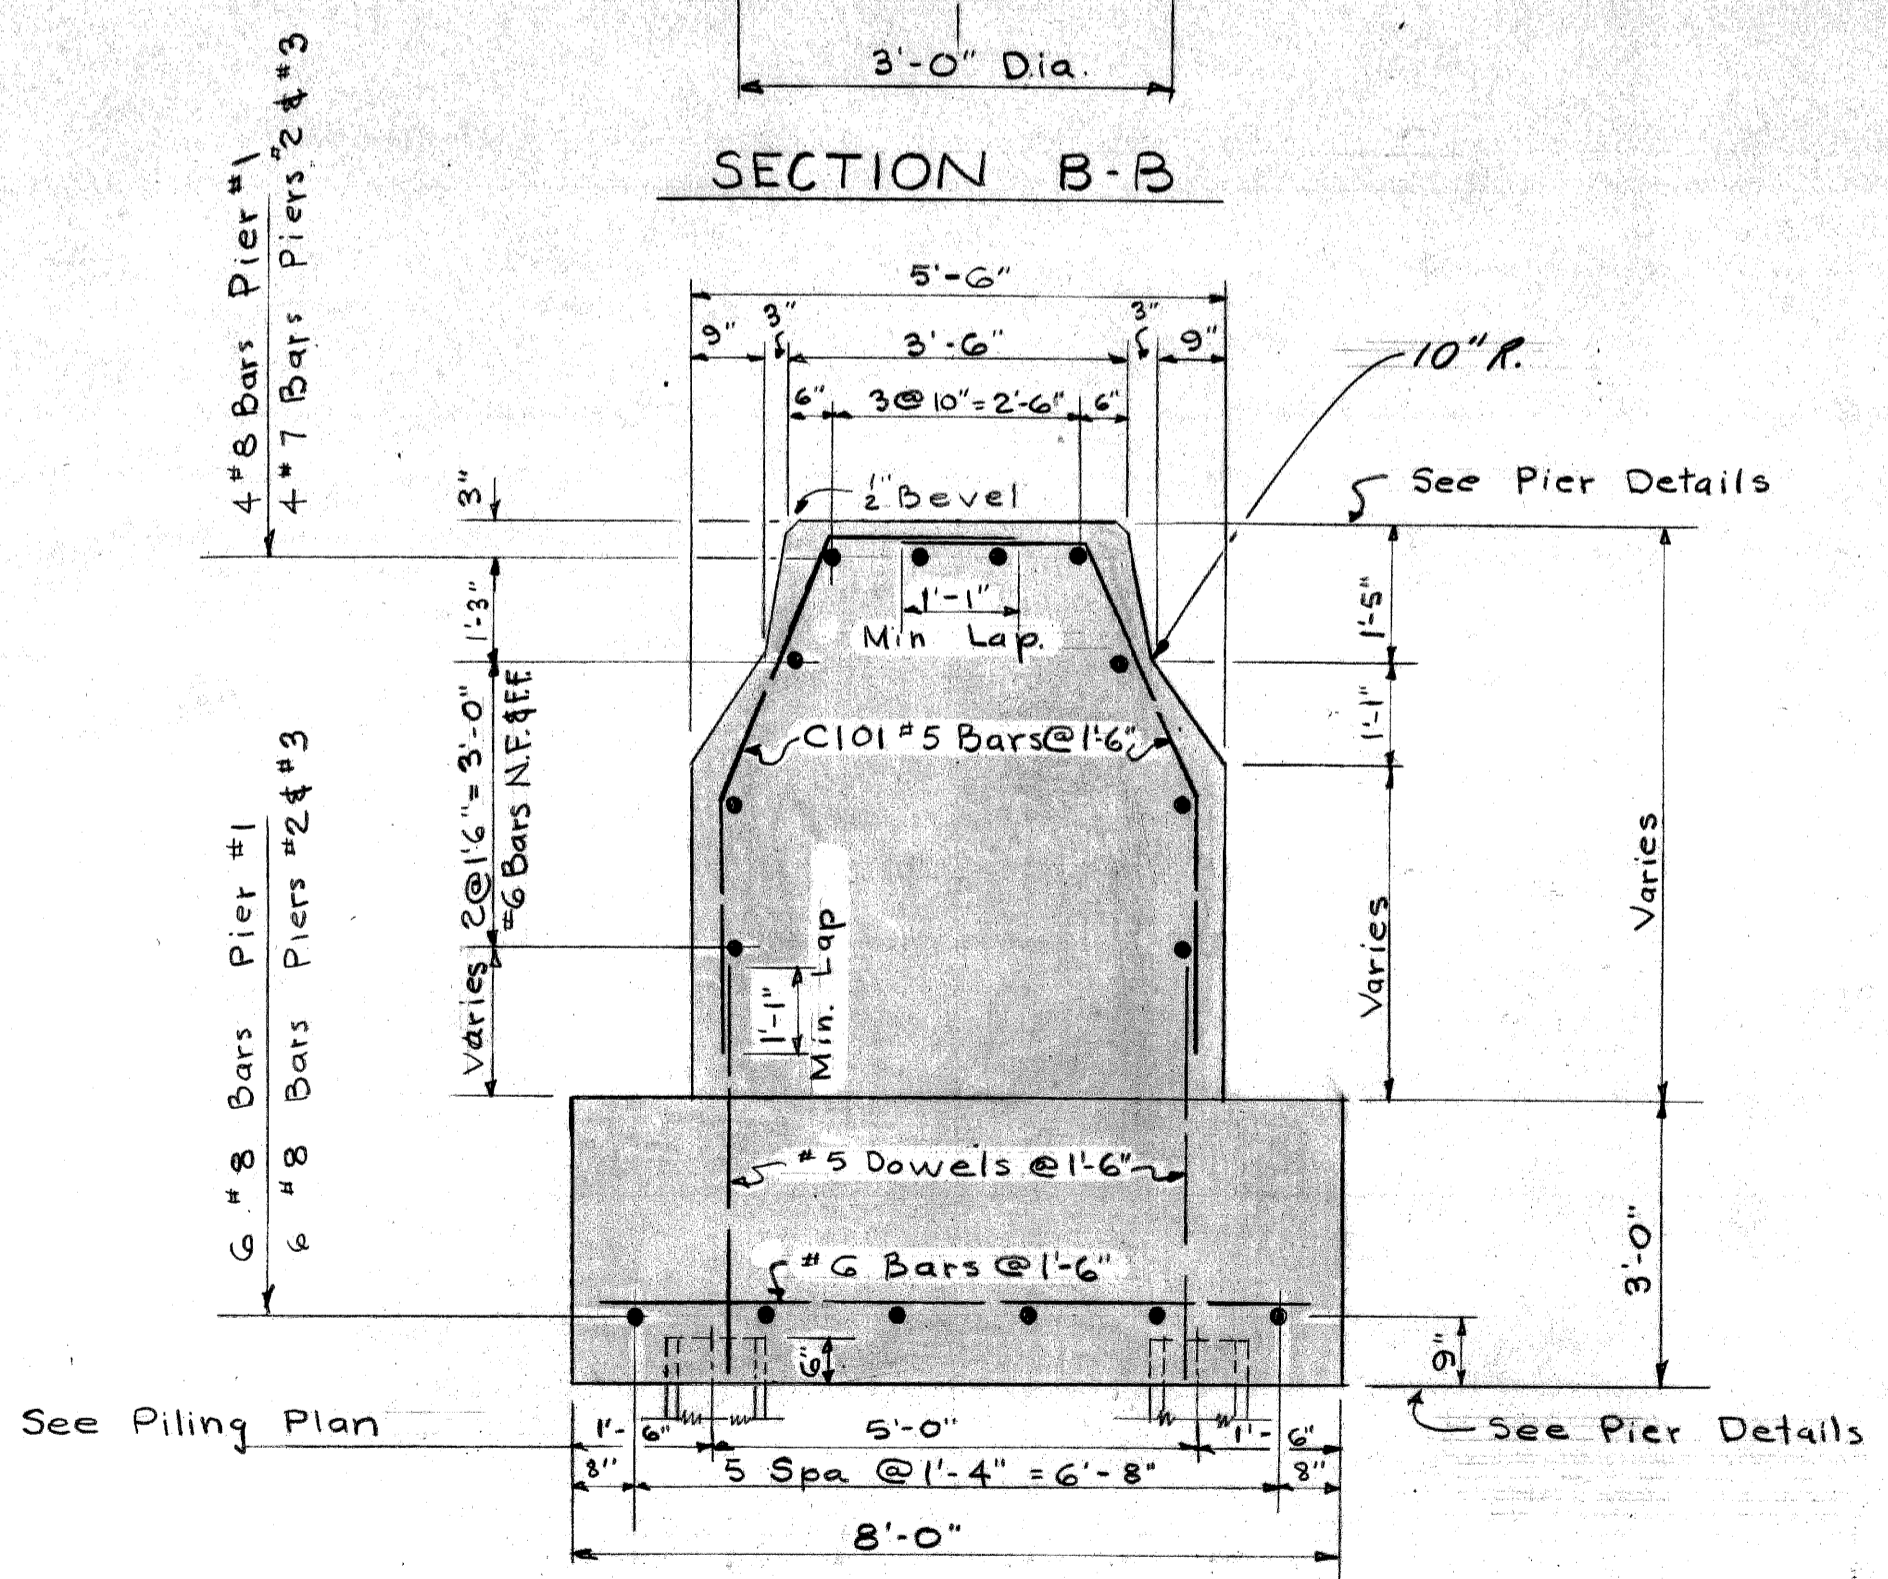 3'-0" Dia.
SECTION B-B
4 #8 Bars Pier #1
4 #7 Bars Piers #2 & #3
5'-6"
9"
3"
3'-6"
3"
9"
10" R.
6"
3@10"=2'-6"
6"
3"
1/2" Bevel
See Pier Details
1'-3"
1'-1"
Min Lap.
1'-5"
2@1'6"=3'-0"
#6 Bars N.F.&F.F.
C101 #5 Bars@1'-6"
1'-1"
Varies
Varies
6 #8 Bars Pier #1
6 #8 Bars Piers #2 & #3
Varies
1'-1"
Min. Lap
#5 Dowels @1'-6"
#6 Bars @1'-6"
3'-0"
6"
9"
See Piling Plan
1'-6"
5'-0"
1'-6"
See Pier Details
8"
5 Spa @1'-4" = 6'-8"
8"
8'-0"